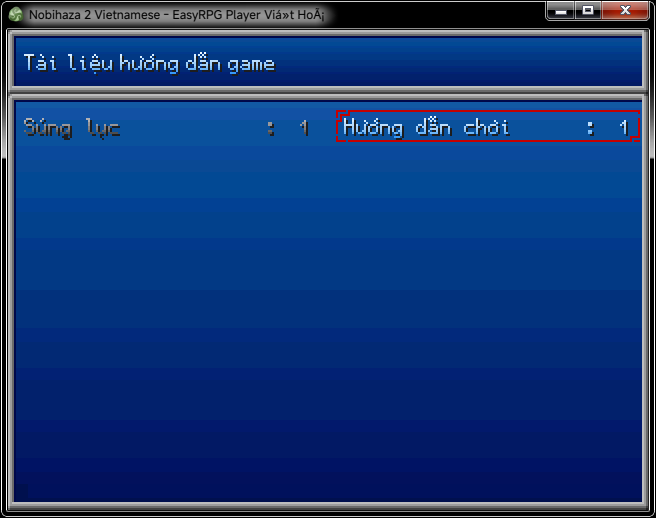 Nobihaza 2 Vietnamese - EasyRPG Player Viá»t HoÃ¡
Tài liệu hướng dẫn game
Súng lục : 1 Hướng dẫn chơi : 1